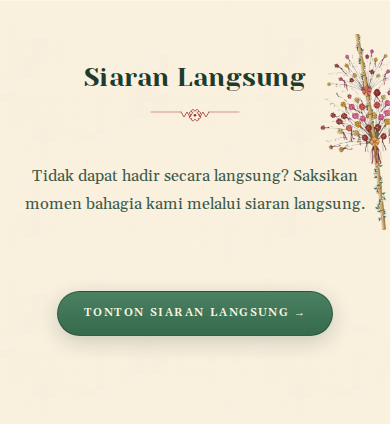 Siaran Langsung
Tidak dapat hadir secara langsung? Saksikan
momen bahagia kami melalui siaran langsung.
TONTON SIARAN LANGSUNG →